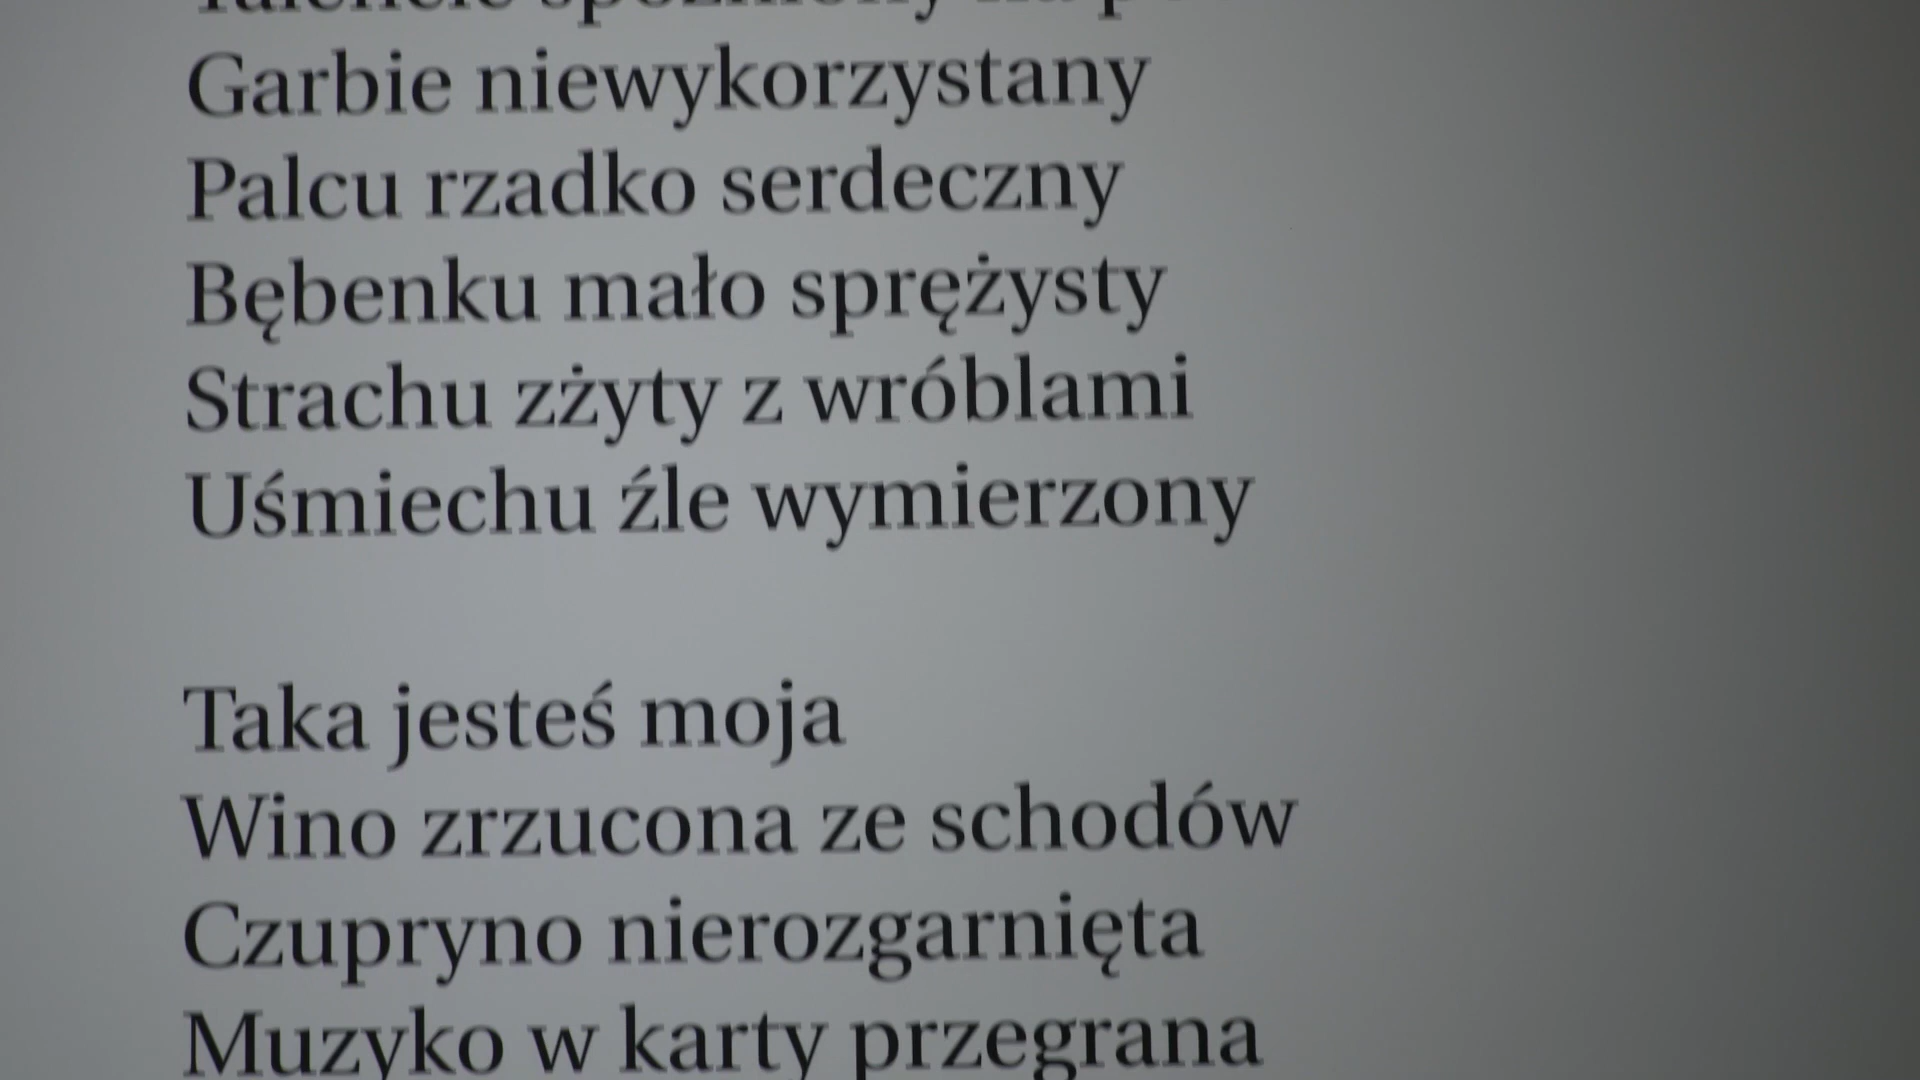 Garbie niewykorzystany
Palcu rzadko serdeczny
Bębenku mało sprężysty
Strachu zżyty z wróblami
Uśmiechu źle wymierzony
Taka jesteś moja
Wino zrzucona ze schodów
Czupryno nierozgarnięta
Muzyko w karty przegrana